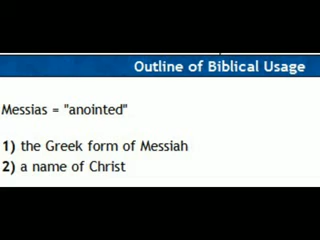 Outline of Biblical Usage
Messias = "anointed"
1) the Greek form of Messiah
2) a name of Christ